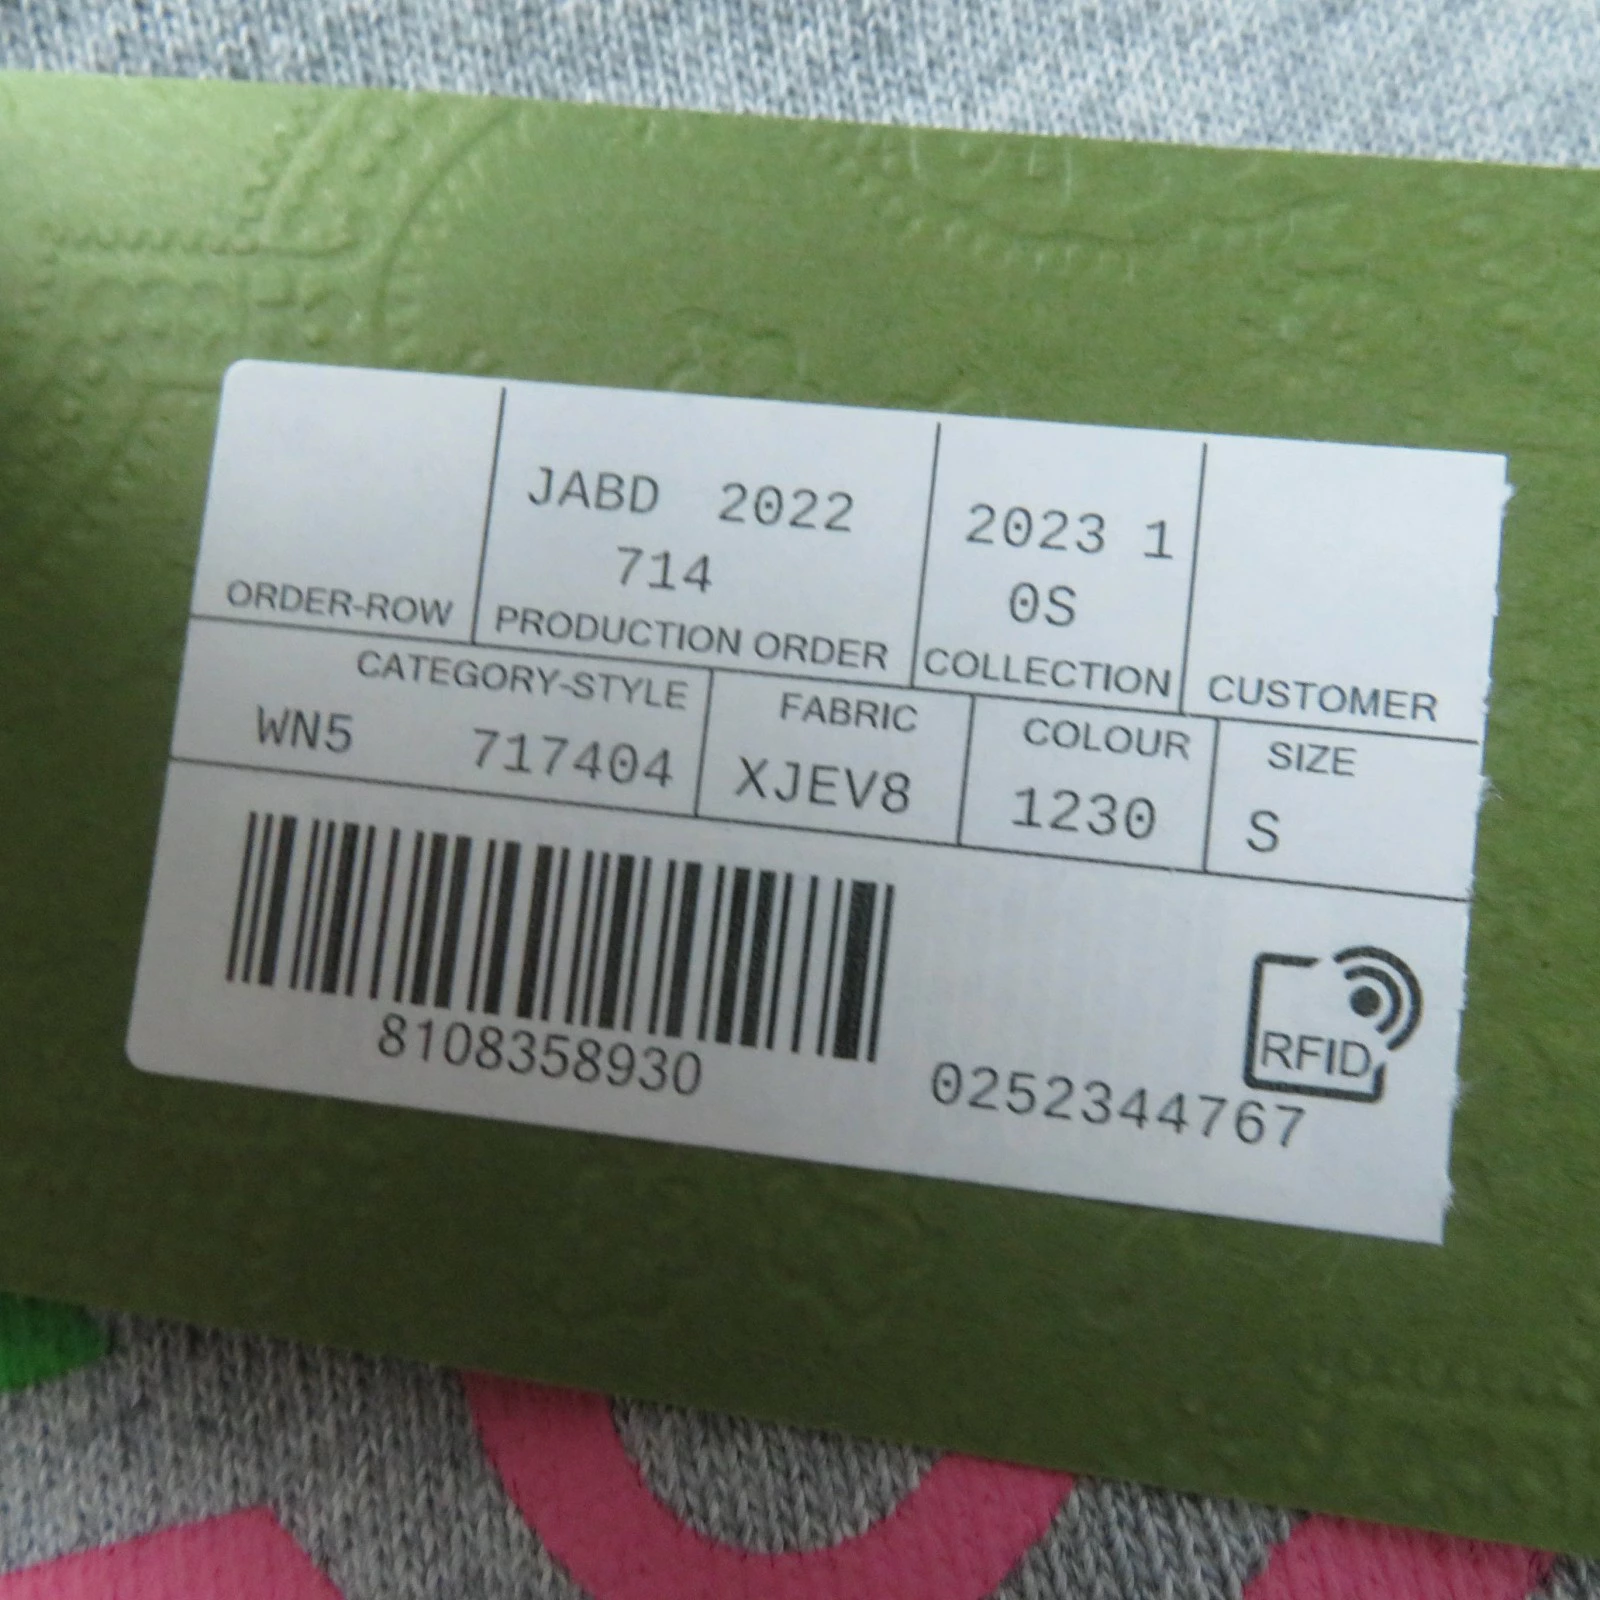 JABD 2022
714
2023 1
0S
ORDER-ROW
PRODUCTION ORDER
COLLECTION
CUSTOMER
CATEGORY-STYLE
FABRIC
COLOUR
SIZE
WN5 717404
XJEV8
1230
S
8108358930
0252344767
RFID